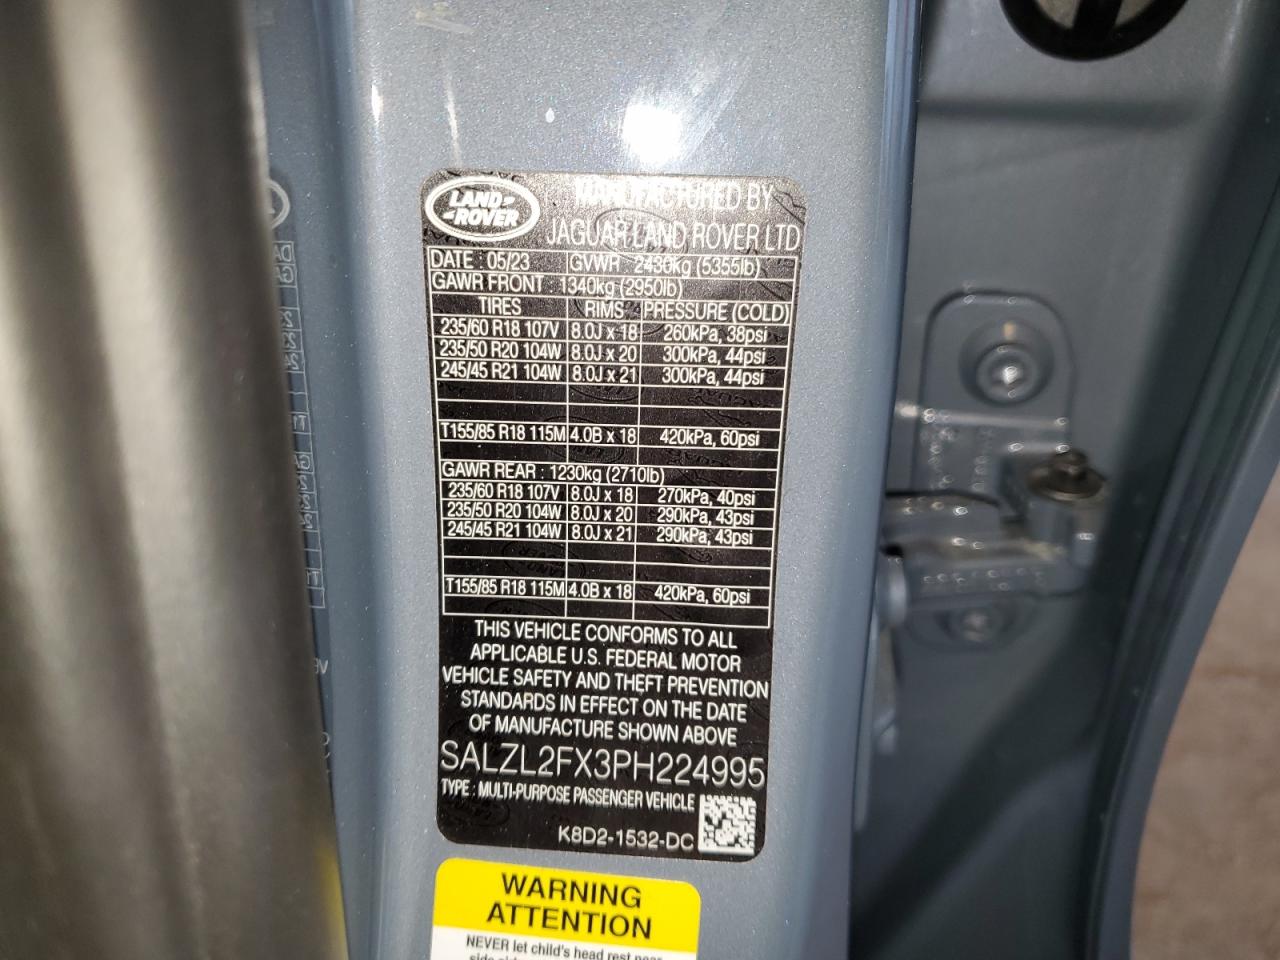 LAND-
-ROVER
MANUFACTURED BY
JAGUAR LAND ROVER LTD
DATE : 05/23 GVWR : 2430kg (5355lb)
GAWR FRONT : 1340kg (2950lb)
TIRES RIMS PRESSURE (COLD)
235/60 R18 107V 8.0J x 18 260kPa, 38psi
235/50 R20 104W 8.0J x 20 300kPa, 44psi
245/45 R21 104W 8.0J x 21 300kPa, 44psi
T155/85 R18 115M 4.0B x 18 420kPa, 60psi
GAWR REAR : 1230kg (2710lb)
235/60 R18 107V 8.0J x 18 270kPa, 40psi
235/50 R20 104W 8.0J x 20 290kPa, 43psi
245/45 R21 104W 8.0J x 21 290kPa, 43psi
T155/85 R18 115M 4.0B x 18 420kPa, 60psi
THIS VEHICLE CONFORMS TO ALL
APPLICABLE U.S. FEDERAL MOTOR
VEHICLE SAFETY AND THEFT PREVENTION
STANDARDS IN EFFECT ON THE DATE
OF MANUFACTURE SHOWN ABOVE
SALZL2FX3PH224995
TYPE : MULTI-PURPOSE PASSENGER VEHICLE
K8D2-1532-DC
WARNING
ATTENTION
NEVER let child's head rest near